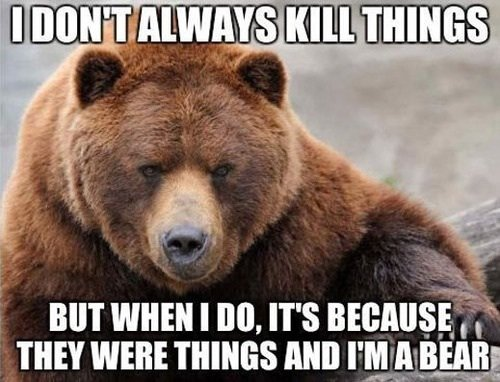 I DON'T ALWAYS KILL THINGS
BUT WHEN I DO, IT'S BECAUSE
THEY WERE THINGS AND I'M A BEAR